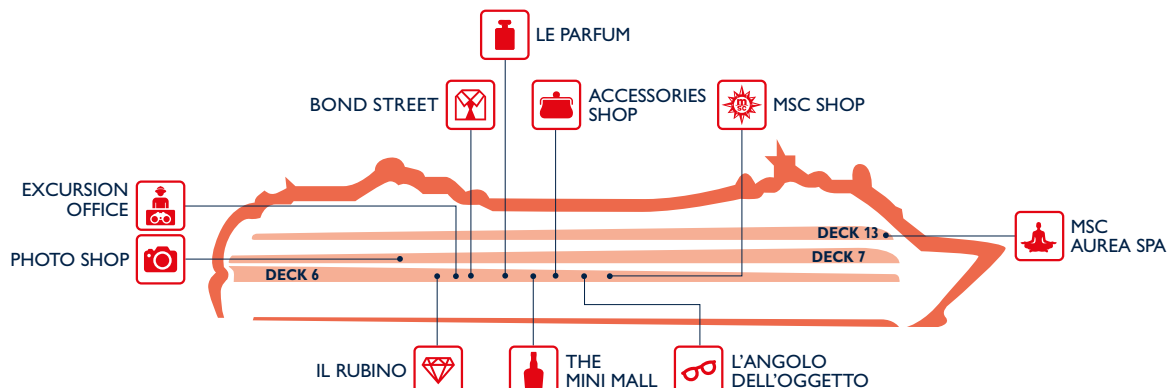 LE PARFUM
BOND STREET
ACCESSORIES
SHOP
msc
MSC SHOP
EXCURSION
OFFICE
PHOTO SHOP
DECK 13
DECK 7
DECK 6
MSC
AUREA SPA
IL RUBINO
THE
MINI MALL
L'ANGOLO
DELL'OGGETTO